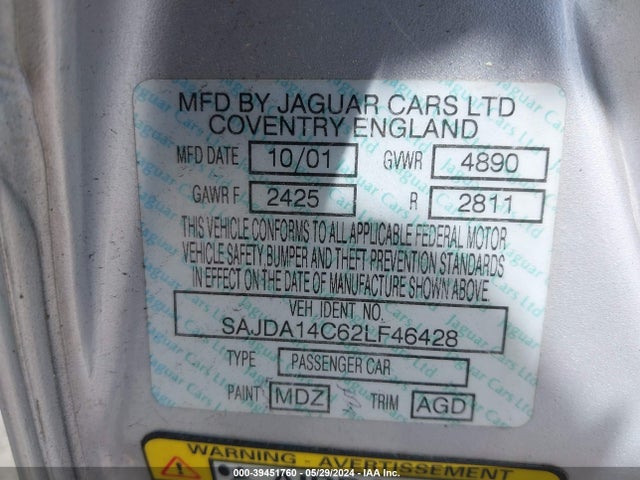 MFD BY JAGUAR CARS LTD
COVENTRY ENGLAND
MFD DATE 10/01 GVWR 4890
GAWR F 2425 R 2811
THIS VEHICLE CONFORMS TO ALL APPLICABLE FEDERAL MOTOR
VEHICLE SAFETY BUMPER AND THEFT PREVENTION STANDARDS
IN EFFECT ON THE DATE OF MANUFACTURE SHOWN ABOVE.
VEH. IDENT NO.
SAJDA14C62LF46428
TYPE PASSENGER CAR
PAINT MDZ TRIM AGD
WARNING - AVERTISSEMENT
000-39451760 - 05/29/2024 - IAA Inc.